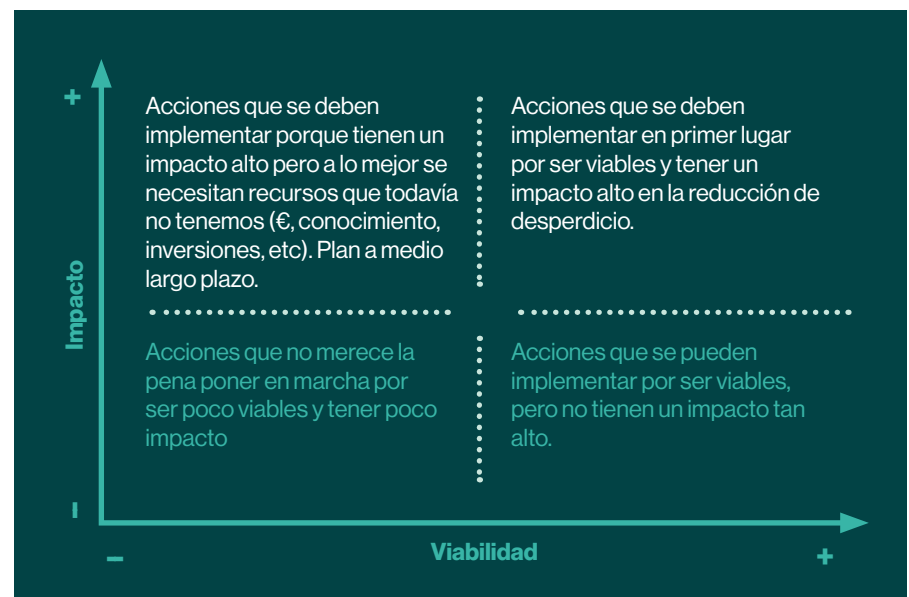 +
Acciones que se deben
implementar porque tienen un
impacto alto pero a lo mejor se
necesitan recursos que todavía
no tenemos (€, conocimiento,
inversiones, etc). Plan a medio
largo plazo.
Acciones que se deben
implementar en primer lugar
por ser viables y tener un
impacto alto en la reducción de
desperdicio.
Impacto
Acciones que no merece la
pena poner en marcha por
ser poco viables y tener poco
impacto
Acciones que se pueden
implementar por ser viables,
pero no tienen un impacto tan
alto.
-
-
Viabilidad
+